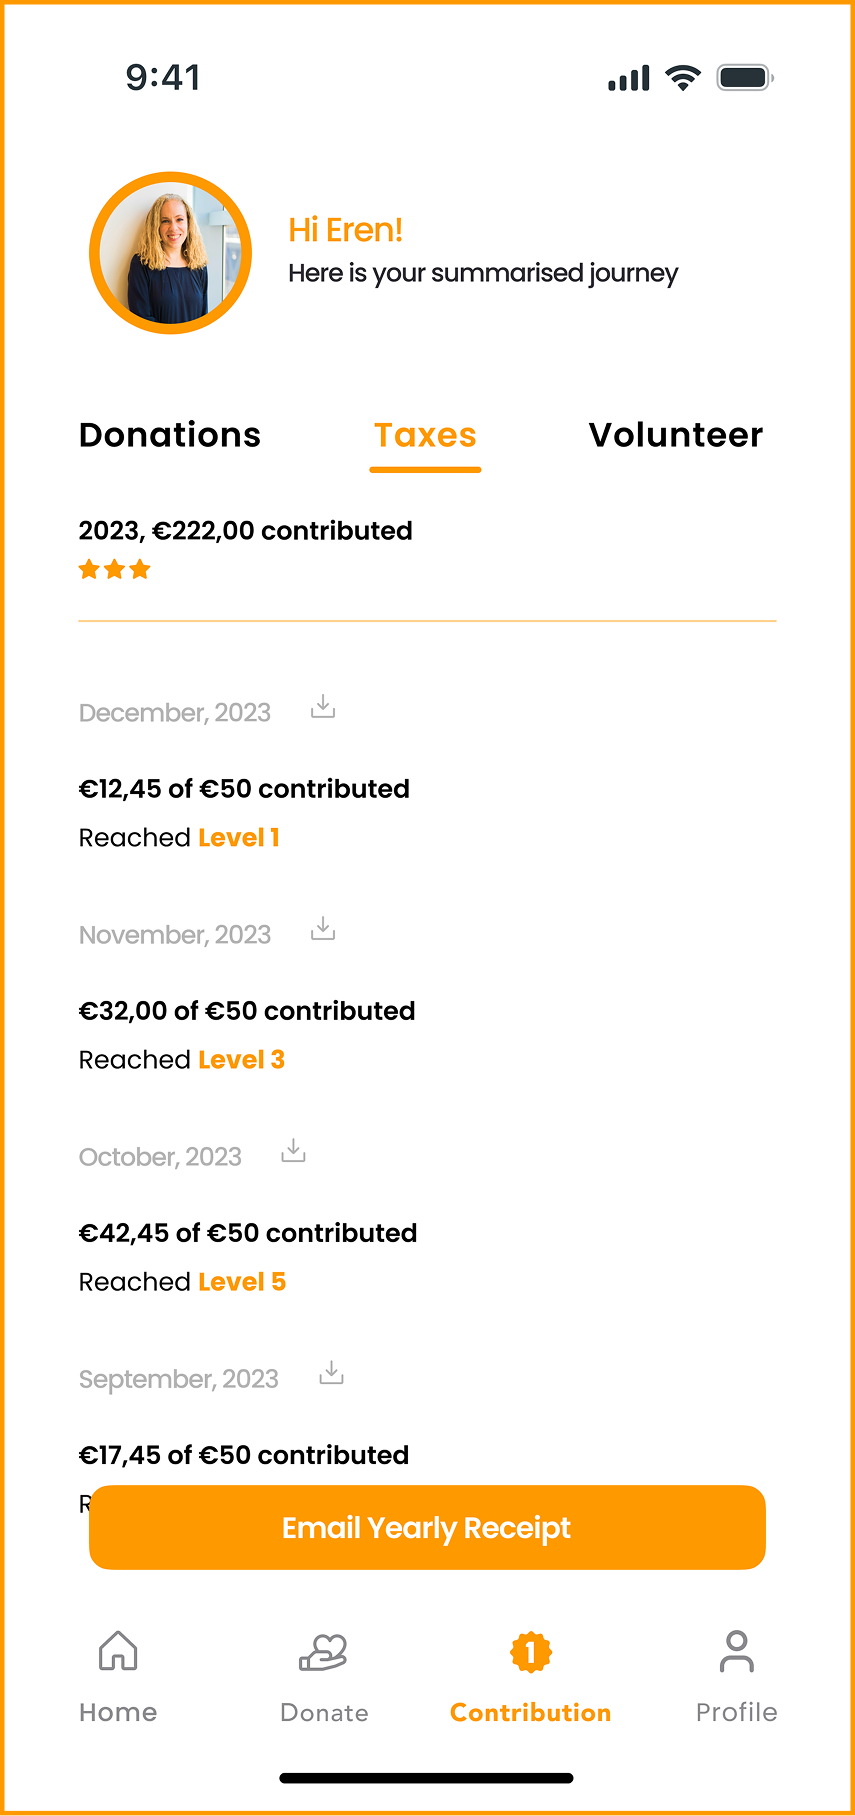 9:41
Hi Eren!
Here is your summarised journey
Donations Taxes Volunteer
2023, €222,00 contributed
December, 2023
€12,45 of €50 contributed
Reached Level 1
November, 2023
€32,00 of €50 contributed
Reached Level 3
October, 2023
€42,45 of €50 contributed
Reached Level 5
September, 2023
€17,45 of €50 contributed
Email Yearly Receipt
1
Home Donate Contribution Profile